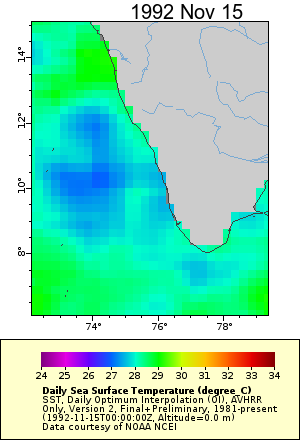 1992 Nov 15
14°
12°
10°
8°
74° 76° 78°
24 25 26 27 28 29 30 31 32 33 34
Daily Sea Surface Temperature (degree_C)
SST, Daily Optimum Interpolation (OI), AVHRR
Only, Version 2, Final+Preliminary, 1981-present
(1992-11-15T00:00:00Z, Altitude=0.0 m)
Data courtesy of NOAA NCEI